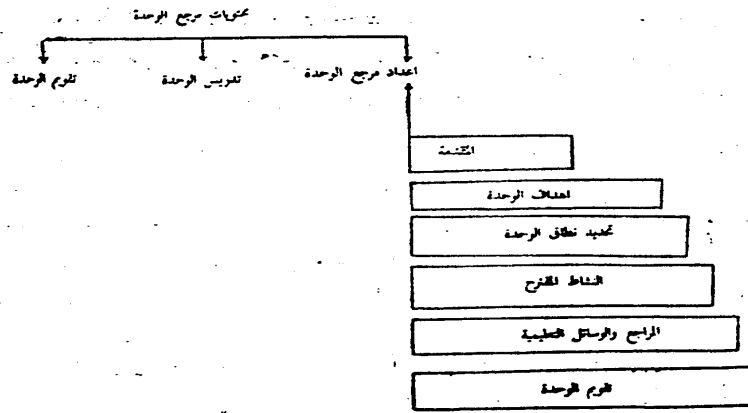 محتويات مرجع الوحدة
اعداد مرجع الوحدة
تدريس الوحدة
تقويم الوحدة
المقدمة
اهداف الوحدة
تحديد نطاق الوحدة
النشاط المقترح
المراجع والوسائل التعليمية
تقويم الوحدة